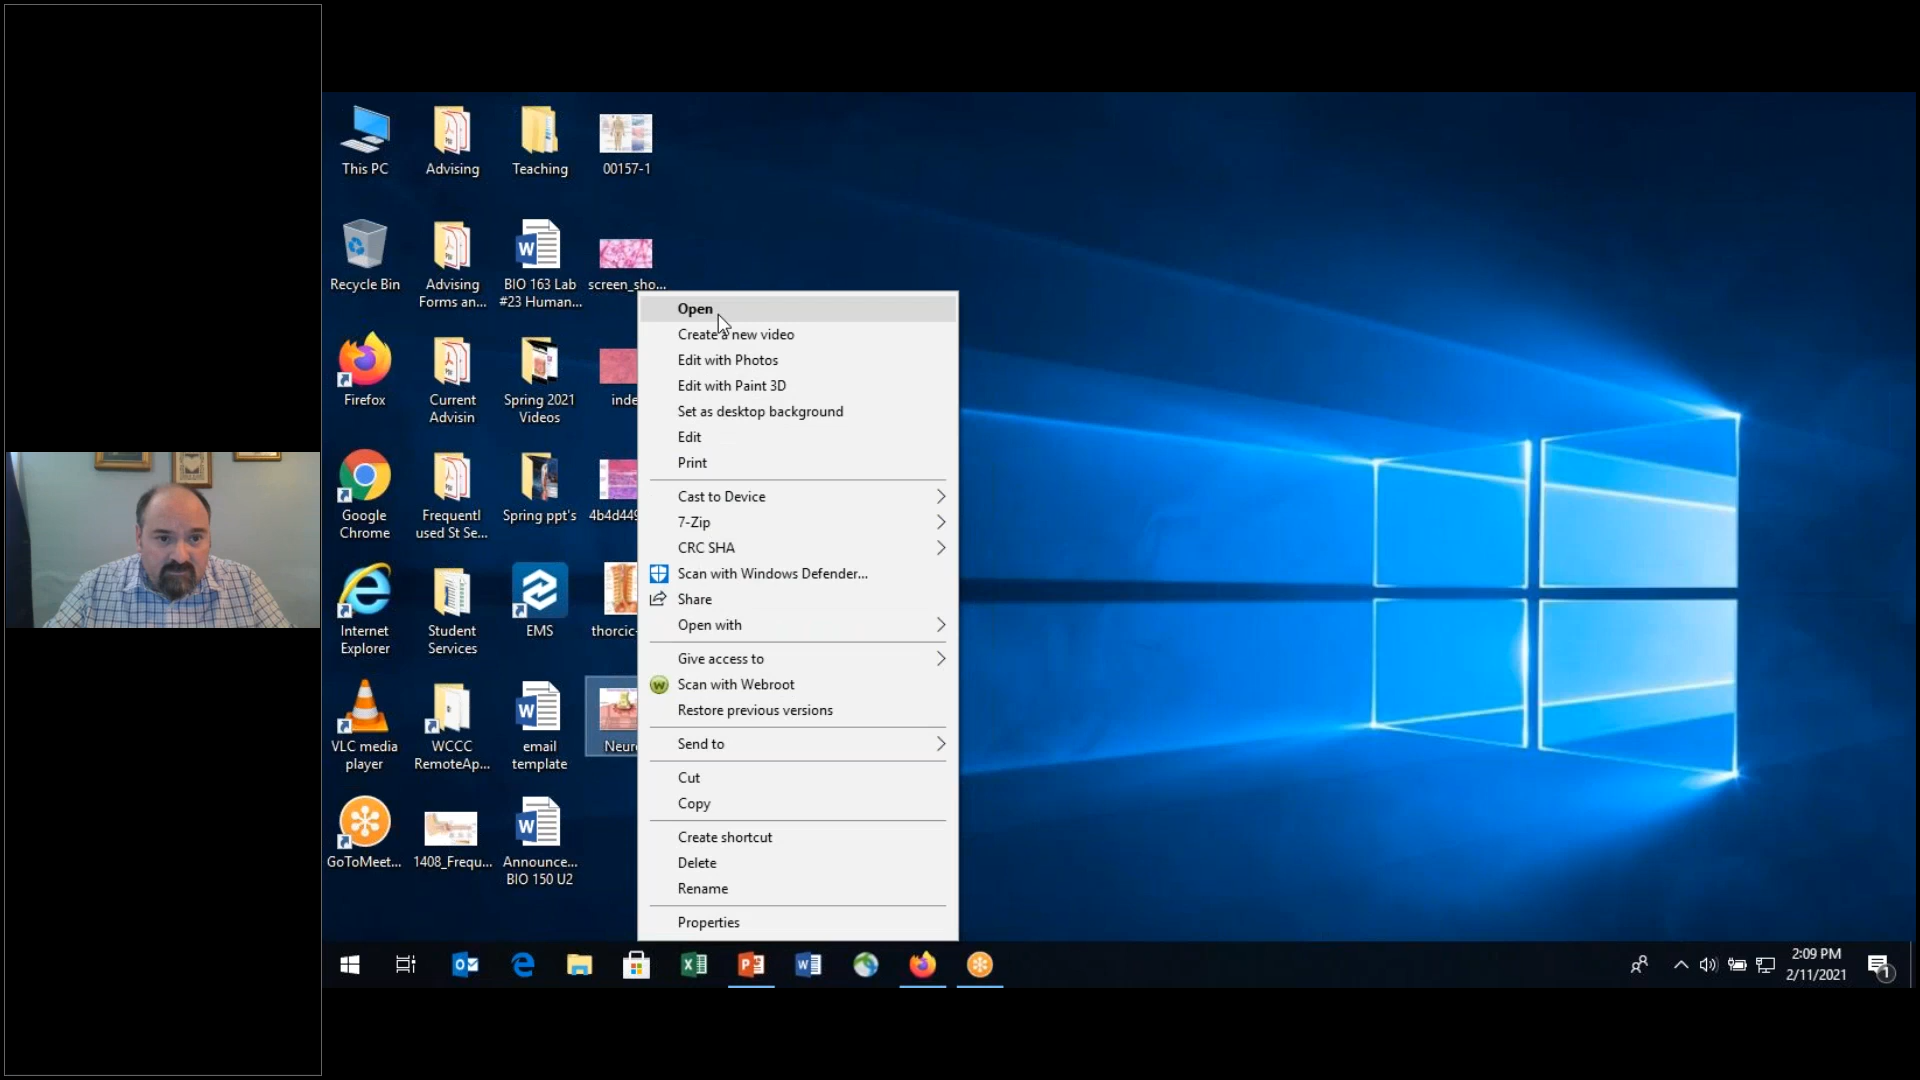 This PC
Advising
Teaching
00157-1
Recycle Bin
Advising
Forms an...
BIO 163 Lab
#23 Human...
screen_sho...
Firefox
Current
Advisin
Spring 2021
Videos
inde
Google
Chrome
Frequentl
used St Se...
Spring ppt's
4b4d449
Internet
Explorer
Student
Services
EMS
thorcic-
VLC media
player
WCCC
RemoteAp...
email
template
Neuro
GoToMeet...
1408_Frequ...
Announce...
BIO 150 U2
Open
Create a new video
Edit with Photos
Edit with Paint 3D
Set as desktop background
Edit
Print
Cast to Device
7-Zip
CRC SHA
Scan with Windows Defender...
Share
Open with
Give access to
Scan with Webroot
Restore previous versions
Send to
Cut
Copy
Create shortcut
Delete
Rename
Properties
2:09 PM
2/11/2021
1